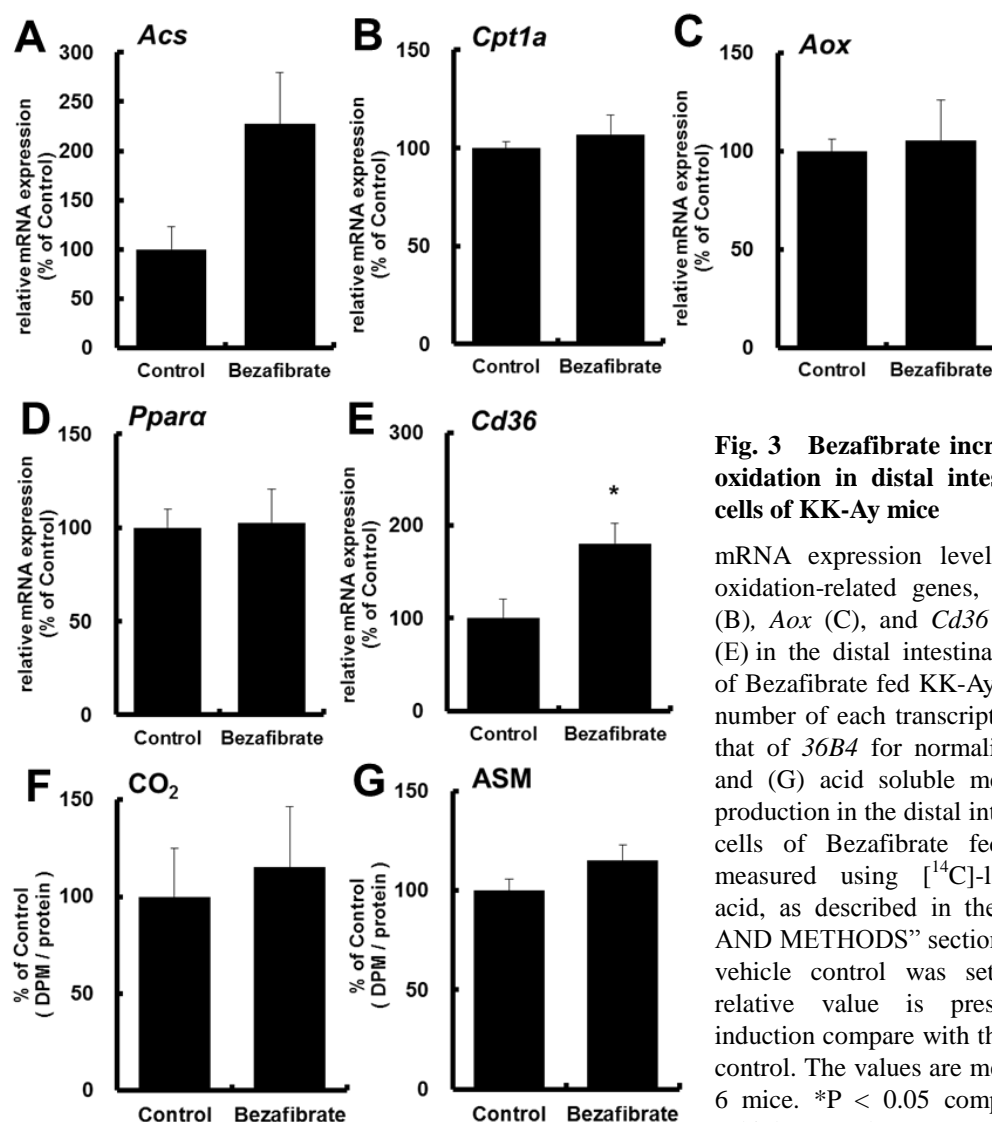 A Acs
relative mRNA expression
(% of Control)
300
250
200
150
100
50
0
Control Bezafibrate
B Cpt1a
relative mRNA expression
(% of Control)
150
100
50
0
Control Bezafibrate
C Aox
relative mRNA expression
(% of Control)
150
100
50
0
Control Bezafibrate
D Pparα
relative mRNA expression
(% of Control)
150
100
50
0
Control Bezafibrate
E Cd36
relative mRNA expression
(% of Control)
300
200
100
0
*
Control Bezafibrate
Fig. 3 Bezafibrate incr
oxidation in distal intes
cells of KK-Ay mice
mRNA expression level
oxidation-related genes,
(B), Aox (C), and Cd36
(E) in the distal intestina
of Bezafibrate fed KK-Ay
number of each transcript
that of 36B4 for normali
and (G) acid soluble me
production in the distal int
cells of Bezafibrate fe
measured using [¹⁴C]-l
acid, as described in the
AND METHODS” section
vehicle control was set
relative value is pres
induction compare with th
control. The values are me
6 mice. *P < 0.05 comp
F CO₂
% of Control
( DPM / protein )
150
100
50
0
Control Bezafibrate
G ASM
% of Control
( DPM / protein )
150
100
50
0
Control Bezafibrate